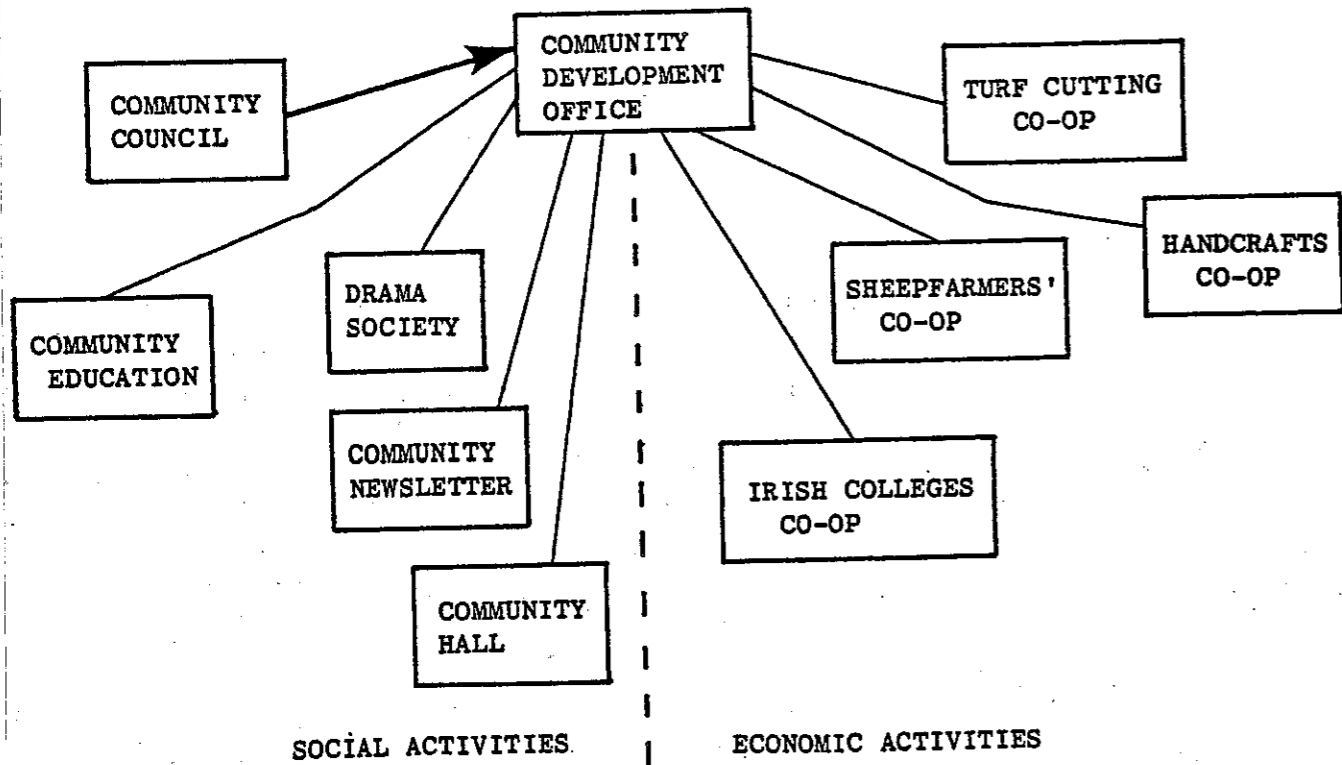 COMMUNITY
DEVELOPMENT
OFFICE
COMMUNITY
COUNCIL
TURF CUTTING
CO-OP
HANDCRAFTS
CO-OP
SHEEPFARMERS'
CO-OP
DRAMA
SOCIETY
COMMUNITY
EDUCATION
COMMUNITY
NEWSLETTER
IRISH COLLEGES
CO-OP
COMMUNITY
HALL
SOCIAL ACTIVITIES
ECONOMIC ACTIVITIES